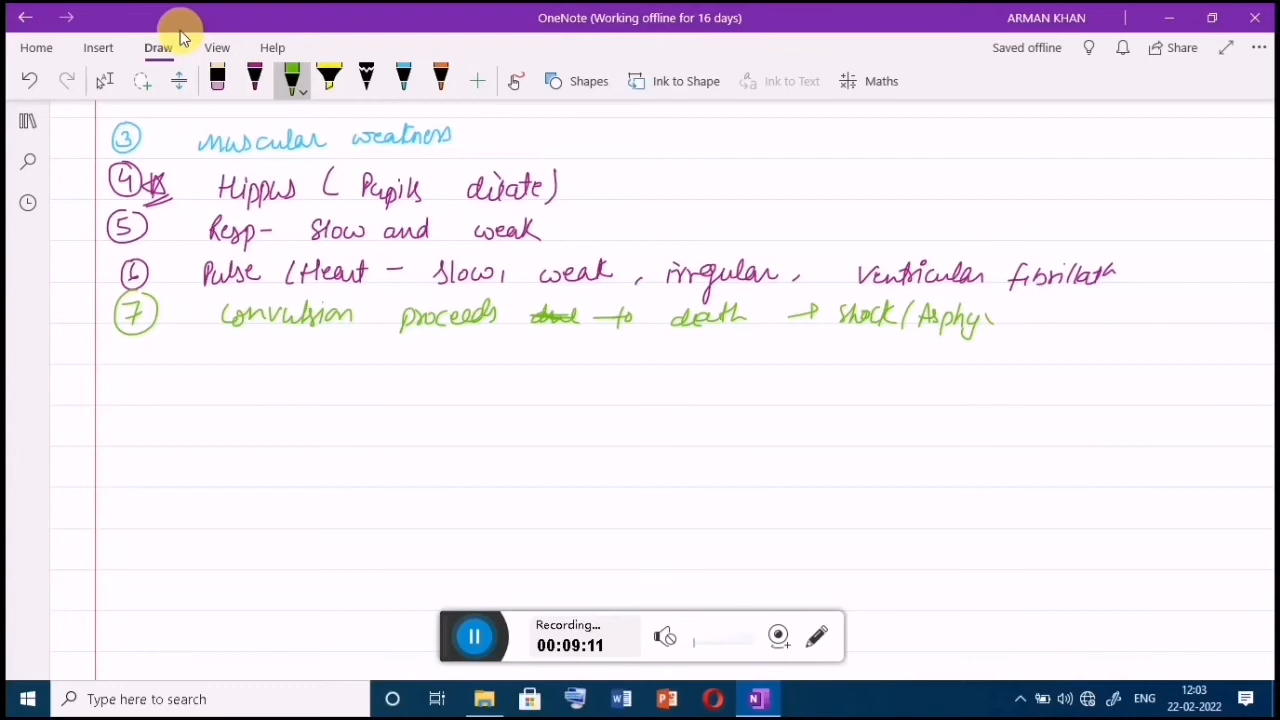 OneNote (Working offline for 16 days)
ARMAN KHAN
Home Insert Draw View Help Saved offline Share
Shapes Ink to Shape Ink to Text Maths
3 Muscular weakness
4 Hippus ( Pupils dilate)
5 Resp- Slow and weak
6 Pulse (Heart - Slow, weak, irregular, Ventricular fibrillatn
7 Convulsion proceeds to death → shock/Asphy
Recording...
00:09:11
Type here to search
ENG
12:03
22-02-2022